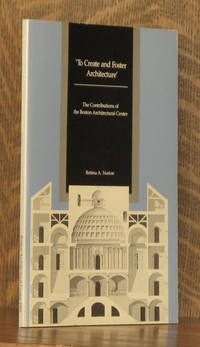 'To Create and Foster
Architecture'
The Contributions of
the Boston Architectural Center
Bettina A. Norton